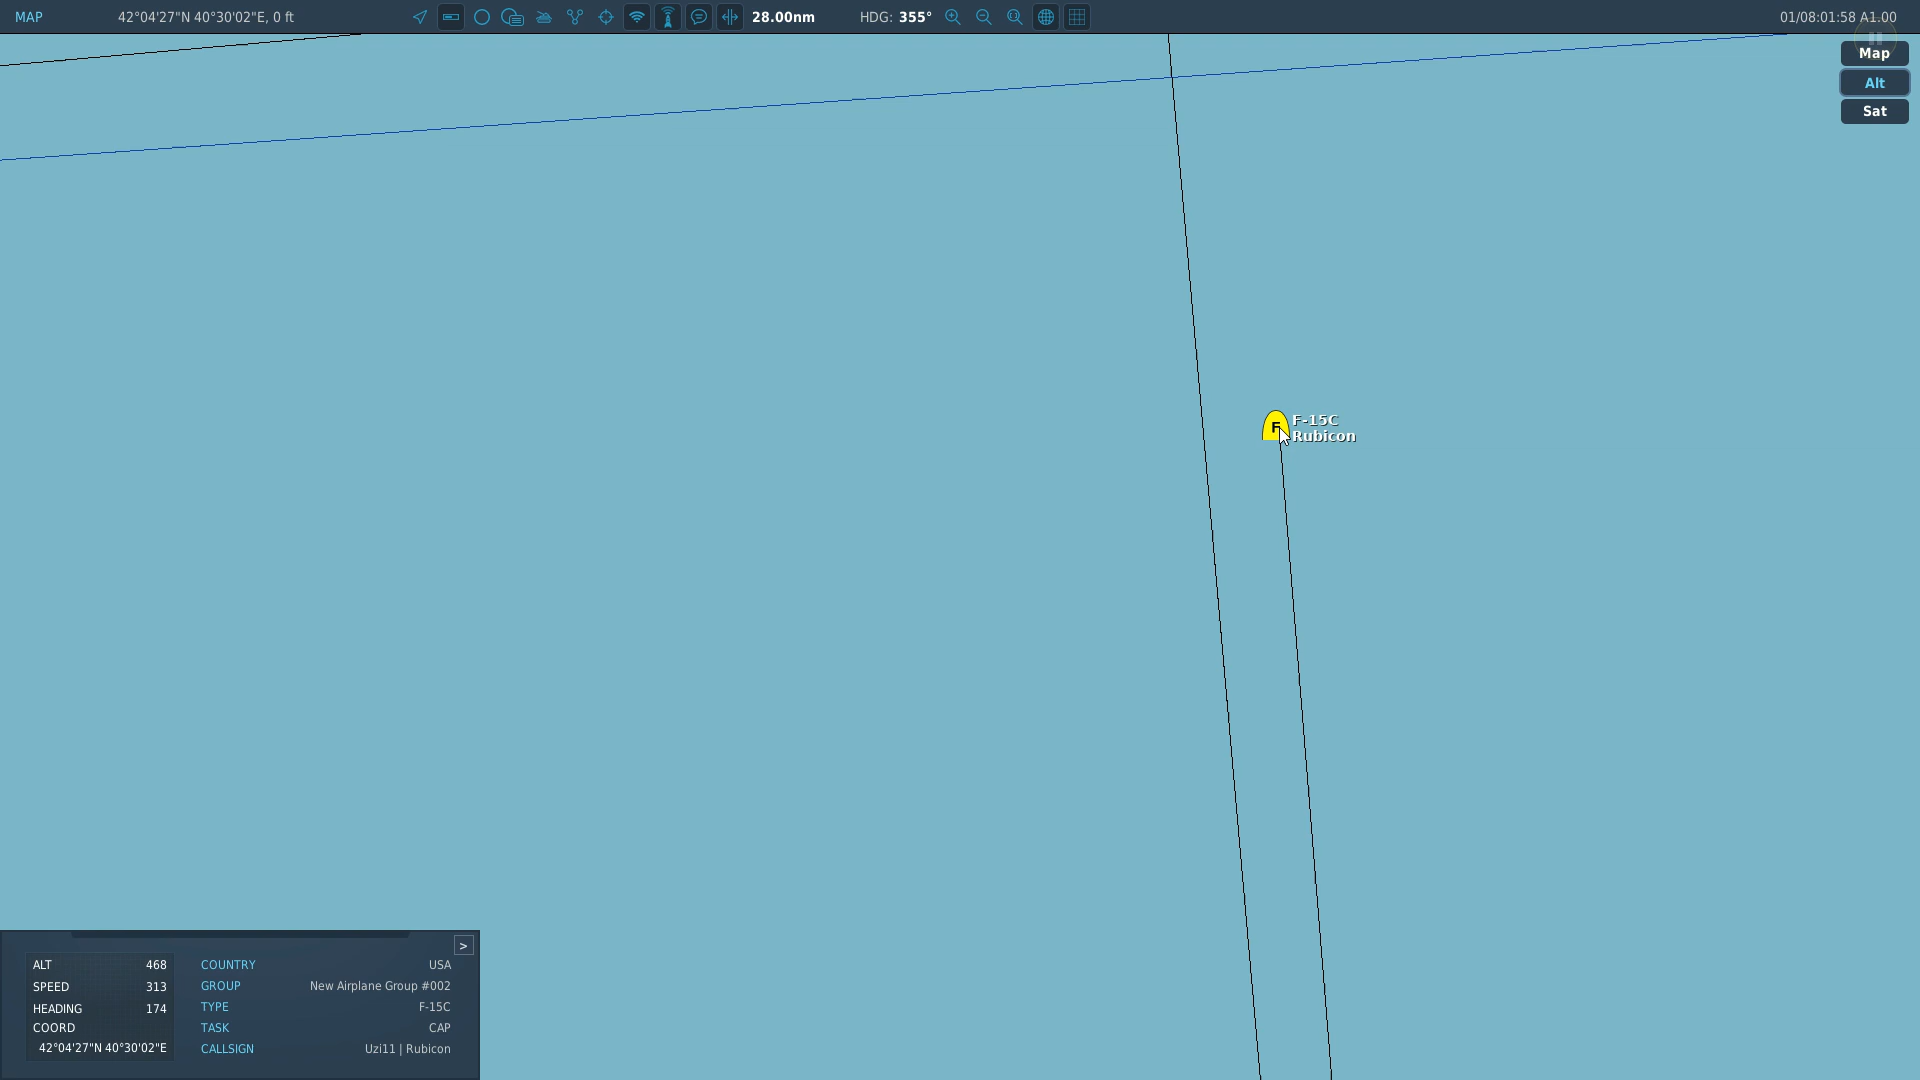 MAP
42°04'27"N 40°30'02"E, 0 ft
28.00nm
HDG: 355°
01/08:01:58 A1.00
Map
Alt
Sat
F
F-15C
Rubicon
>
ALT 468
SPEED 313
HEADING 174
COORD
42°04'27"N 40°30'02"E
COUNTRY USA
GROUP New Airplane Group #002
TYPE F-15C
TASK CAP
CALLSIGN Uzi11 | Rubicon